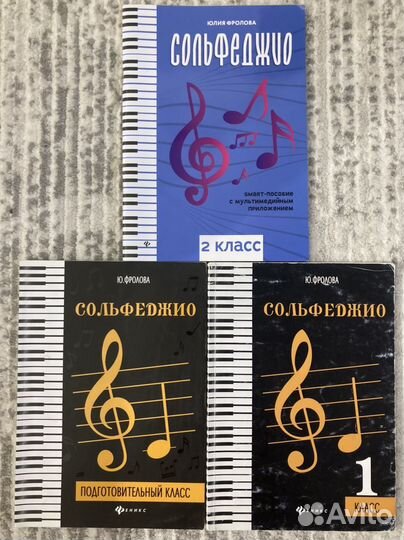 ЮЛИЯ ФРОЛОВА
СОЛЬФЕДЖИО
смарт-пособие
с мультимедийным
приложением
2 КЛАСС
Ю.ФРОЛОВА
СОЛЬФЕДЖИО
ПОДГОТОВИТЕЛЬНЫЙ КЛАСС
ФЕНИКС
Ю.ФРОЛОВА
СОЛЬФЕДЖИО
1
КЛАСС
ФЕНИКС
Avito